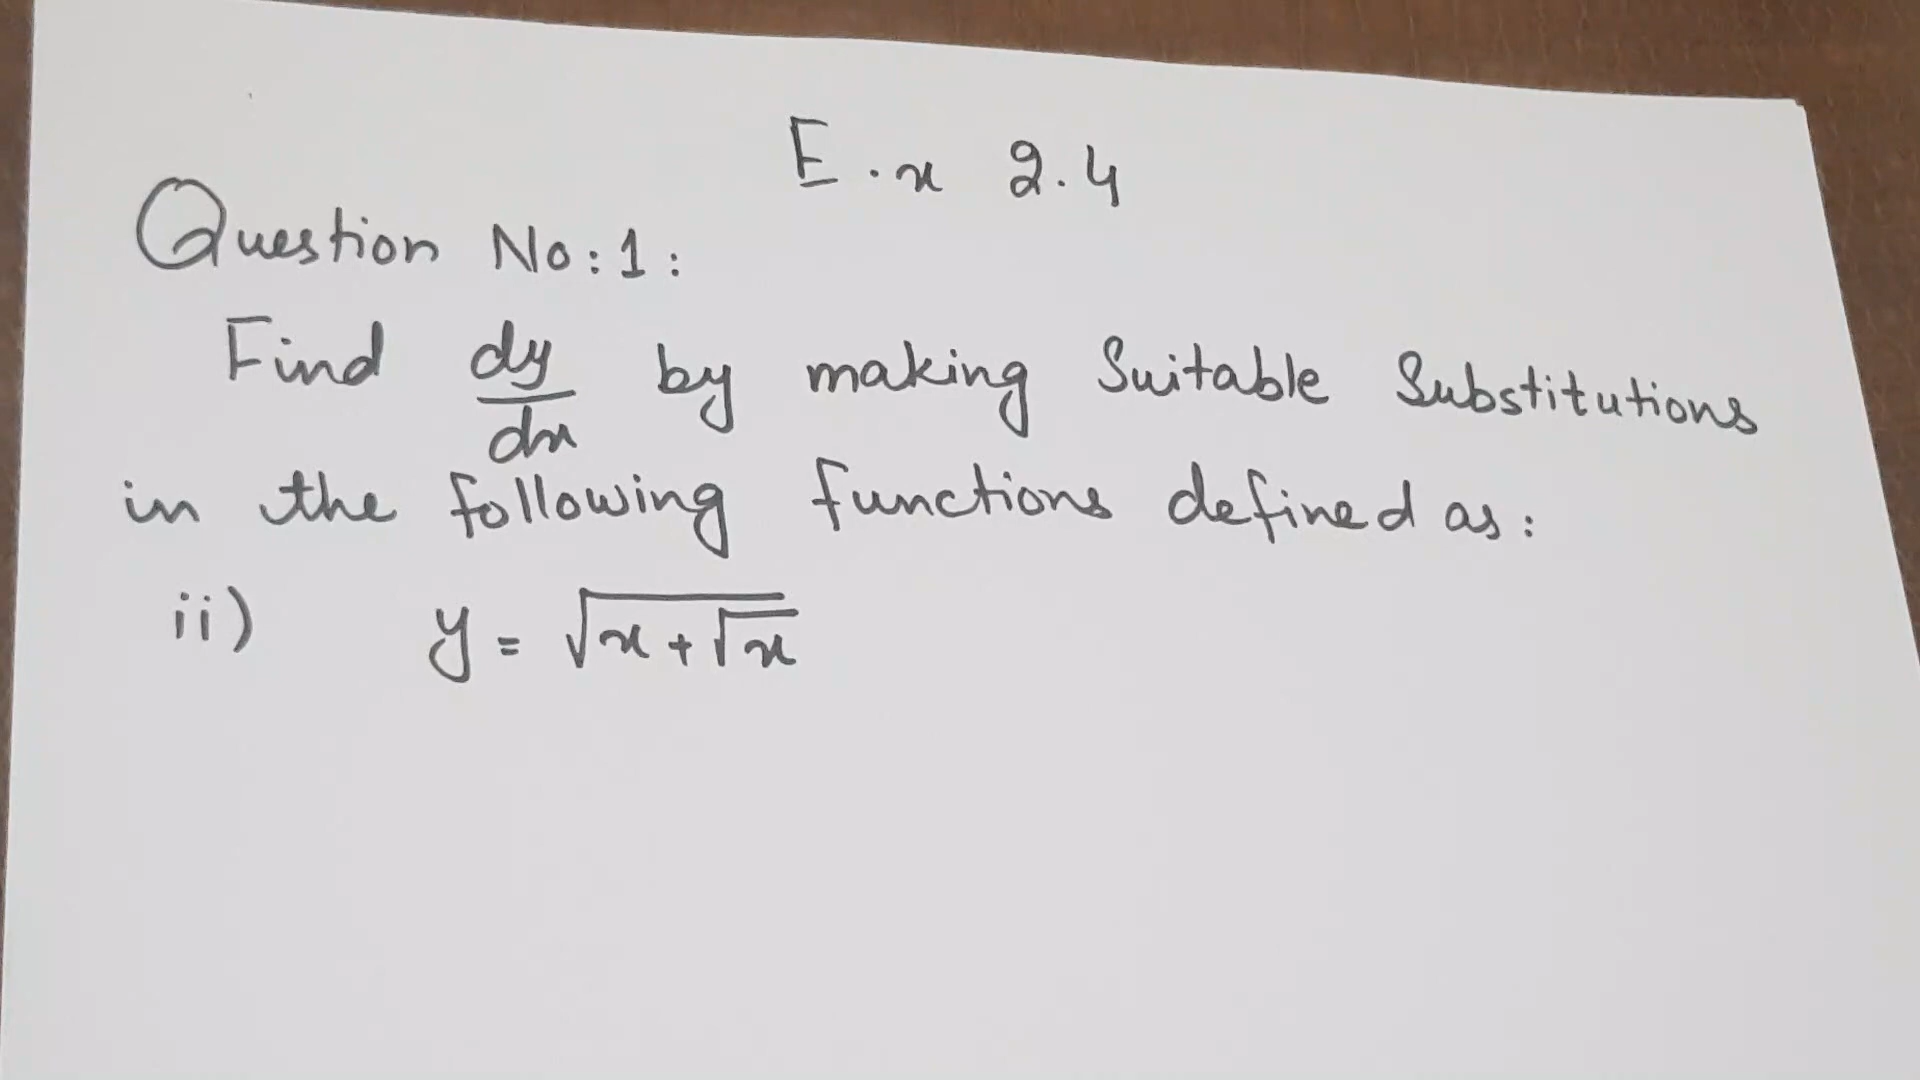 E.x 2.4
Question No:1:
Find dy/dx by making Suitable Substitutions
in the following functions defined as:
ii) y = √(x + √x)